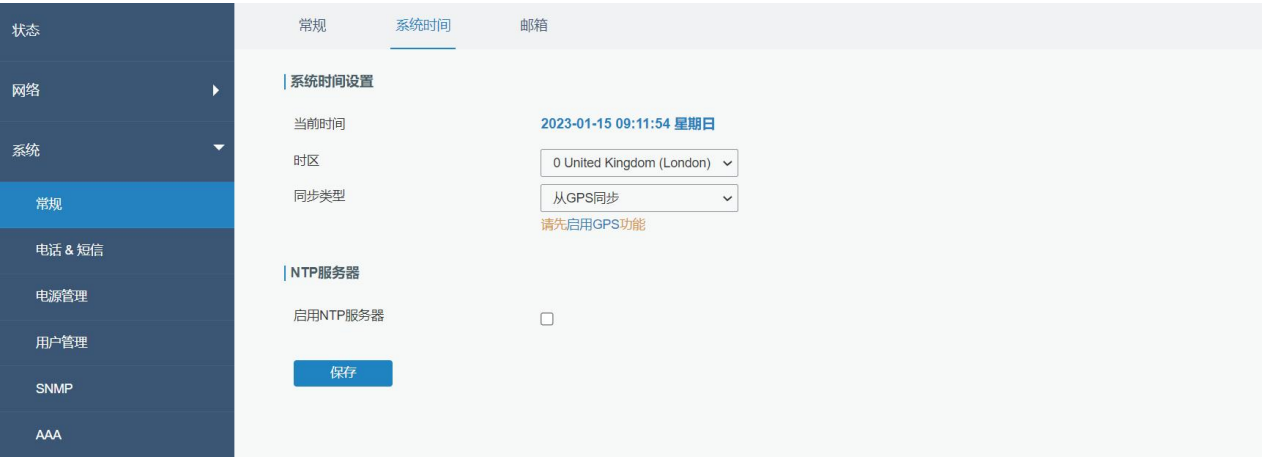 状态
网络
系统
常规
电话 & 短信
电源管理
用户管理
SNMP
AAA
常规 系统时间 邮箱
系统时间设置
当前时间 2023-01-15 09:11:54 星期日
时区 0 United Kingdom (London)
同步类型 从GPS同步
请先启用GPS功能
NTP服务器
启用NTP服务器
保存